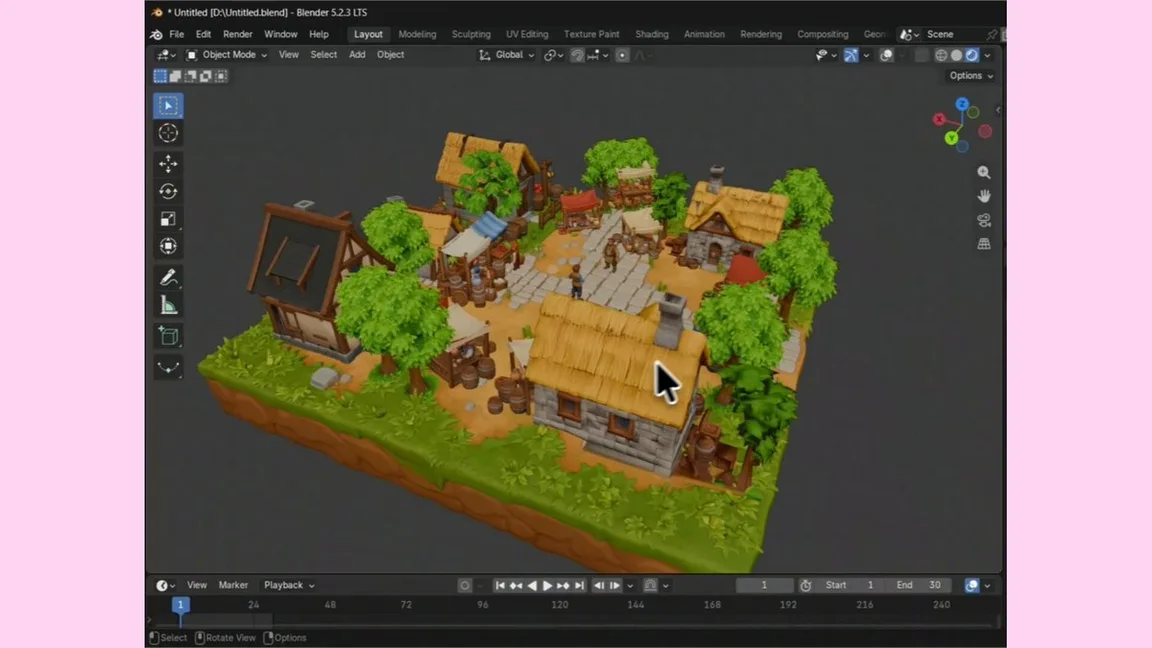 * Untitled [D:\Untitled.blend] - Blender 5.2.3 LTS
File Edit Render Window Help Layout Modeling Sculpting UV Editing Texture Paint Shading Animation Rendering Compositing Geom Scene
Object Mode View Select Add Object Global
Options
Z
X
Y
View Marker Playback 1 Start 1 End 30
1 24 48 72 96 120 144 168 192 216 240
Select Rotate View Options